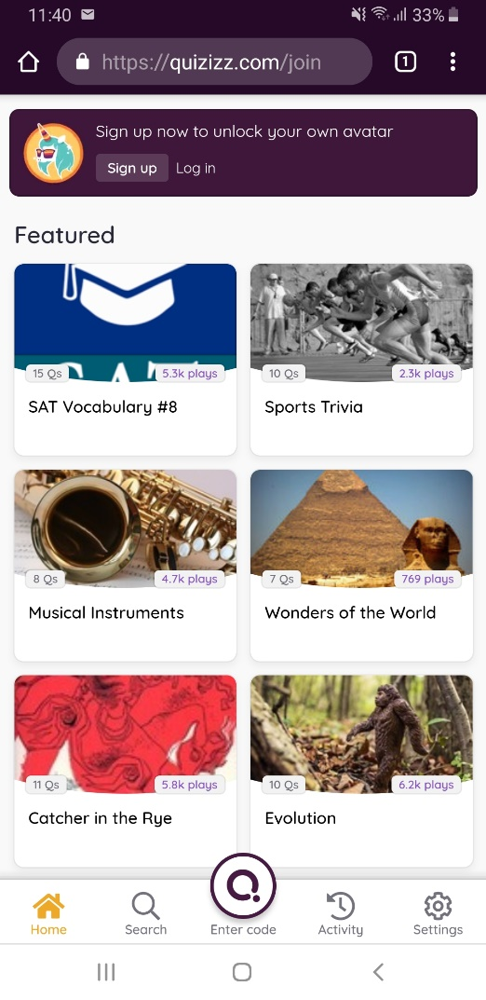 11:40
33%
https://quizizz.com/join
1
Sign up now to unlock your own avatar
Sign up
Log in
Featured
15 Qs
5.3k plays
SAT Vocabulary #8
10 Qs
2.3k plays
Sports Trivia
8 Qs
4.7k plays
Musical Instruments
7 Qs
769 plays
Wonders of the World
11 Qs
5.8k plays
Catcher in the Rye
10 Qs
6.2k plays
Evolution
Home
Search
Enter code
Activity
Settings